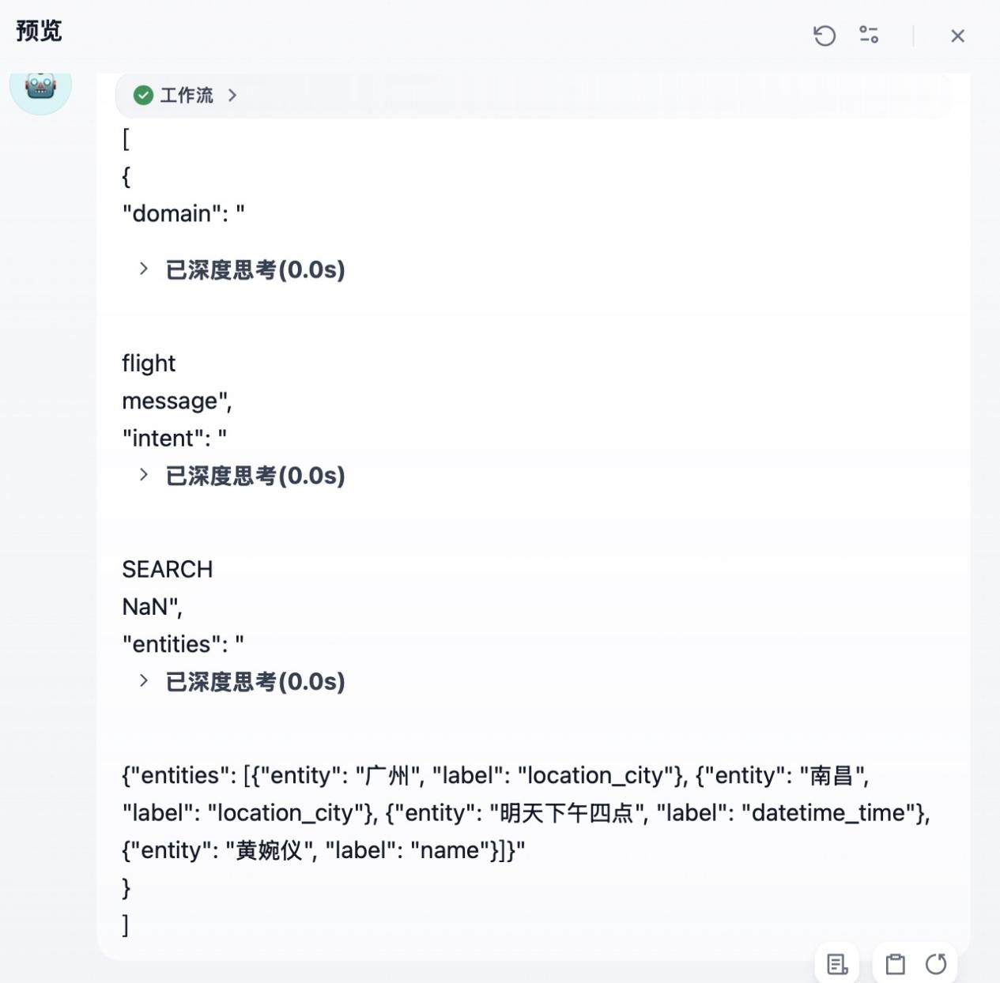 预览
工作流
[
{
"domain": "
已深度思考(0.0s)
flight
message",
"intent": "
已深度思考(0.0s)
SEARCH
NaN",
"entities": "
已深度思考(0.0s)
{"entities": [{"entity": "广州", "label": "location_city"}, {"entity": "南昌",
"label": "location_city"}, {"entity": "明天下午四点", "label": "datetime_time"},
{"entity": "黄婉仪", "label": "name"}]}"
}
]